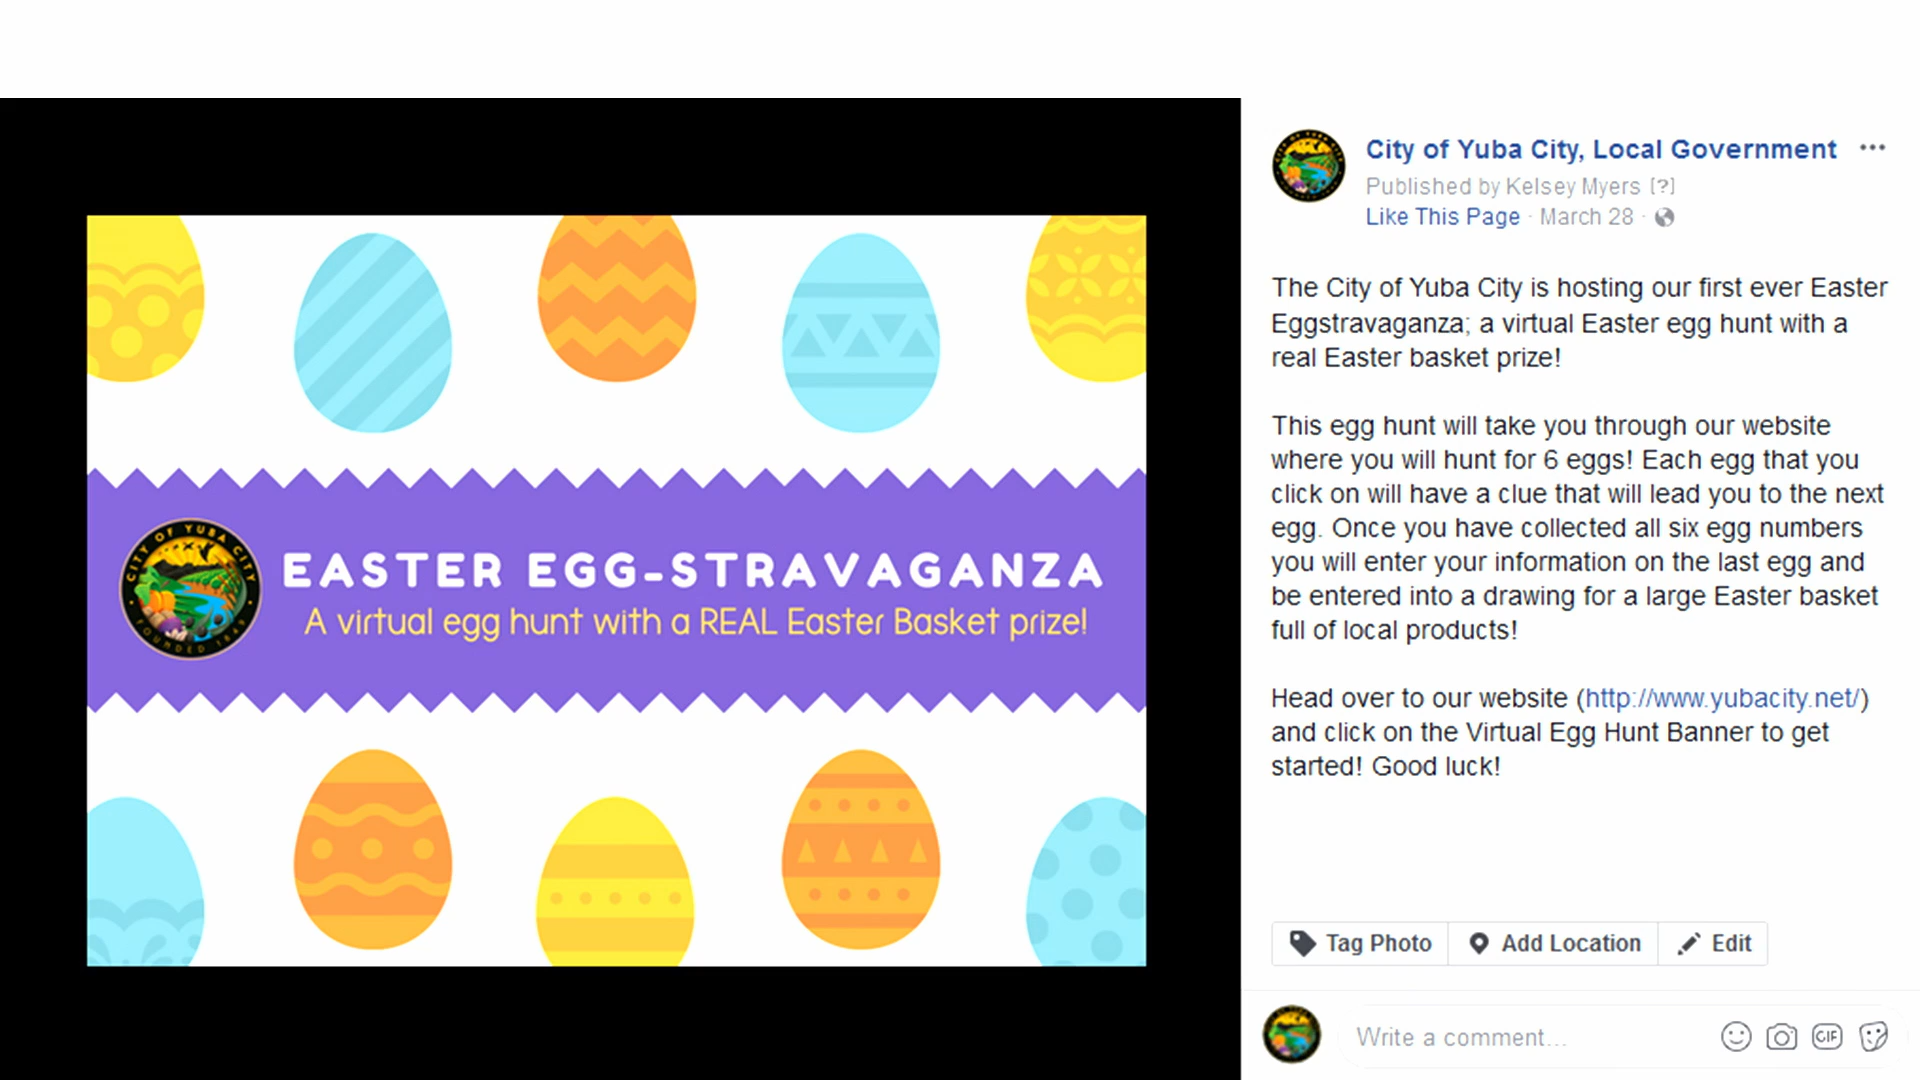 CITY OF YUBA CITY
FOUNDED 1849
EASTER EGG-STRAVAGANZA
A virtual egg hunt with a REAL Easter Basket prize!
City of Yuba City, Local Government
Published by Kelsey Myers [?]
Like This Page · March 28 ·
The City of Yuba City is hosting our first ever Easter
Eggstravaganza; a virtual Easter egg hunt with a
real Easter basket prize!
This egg hunt will take you through our website
where you will hunt for 6 eggs! Each egg that you
click on will have a clue that will lead you to the next
egg. Once you have collected all six egg numbers
you will enter your information on the last egg and
be entered into a drawing for a large Easter basket
full of local products!
Head over to our website (http://www.yubacity.net/)
and click on the Virtual Egg Hunt Banner to get
started! Good luck!
Tag Photo
Add Location
Edit
Write a comment...
GIF